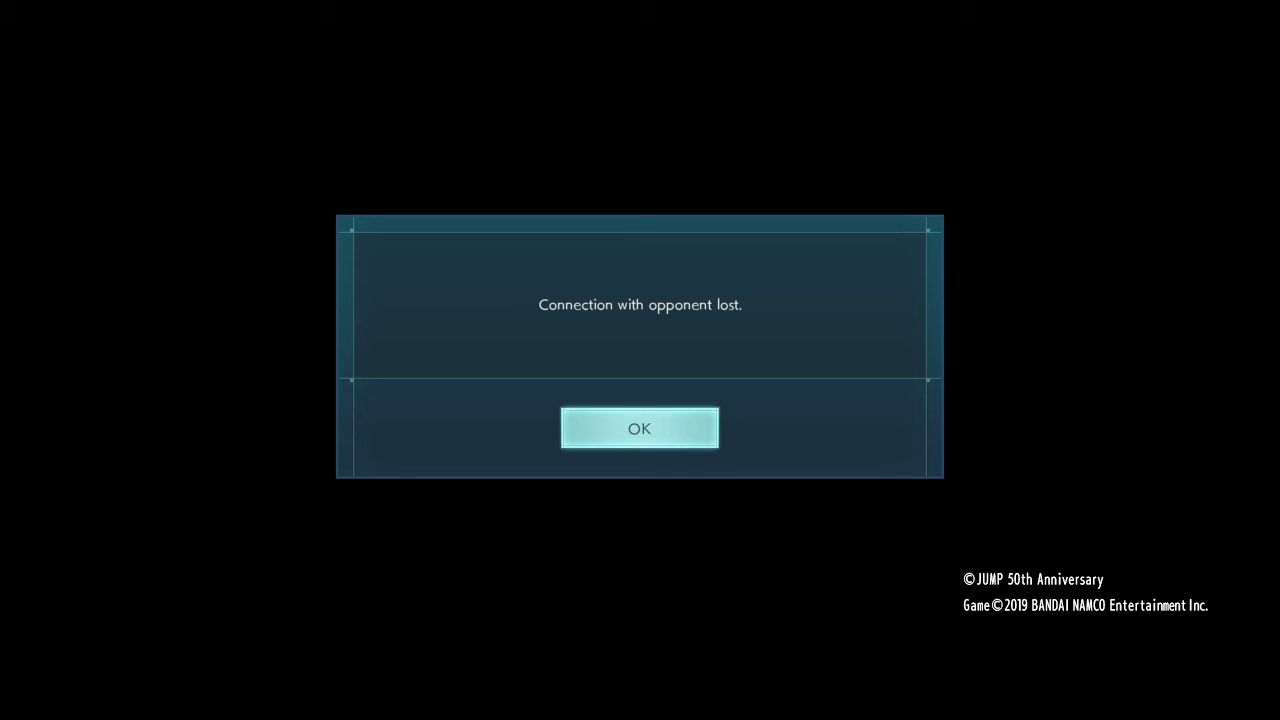 Connection with opponent lost.
OK
©JUMP 50th Anniversary
Game©2019 BANDAI NAMCO Entertainment Inc.